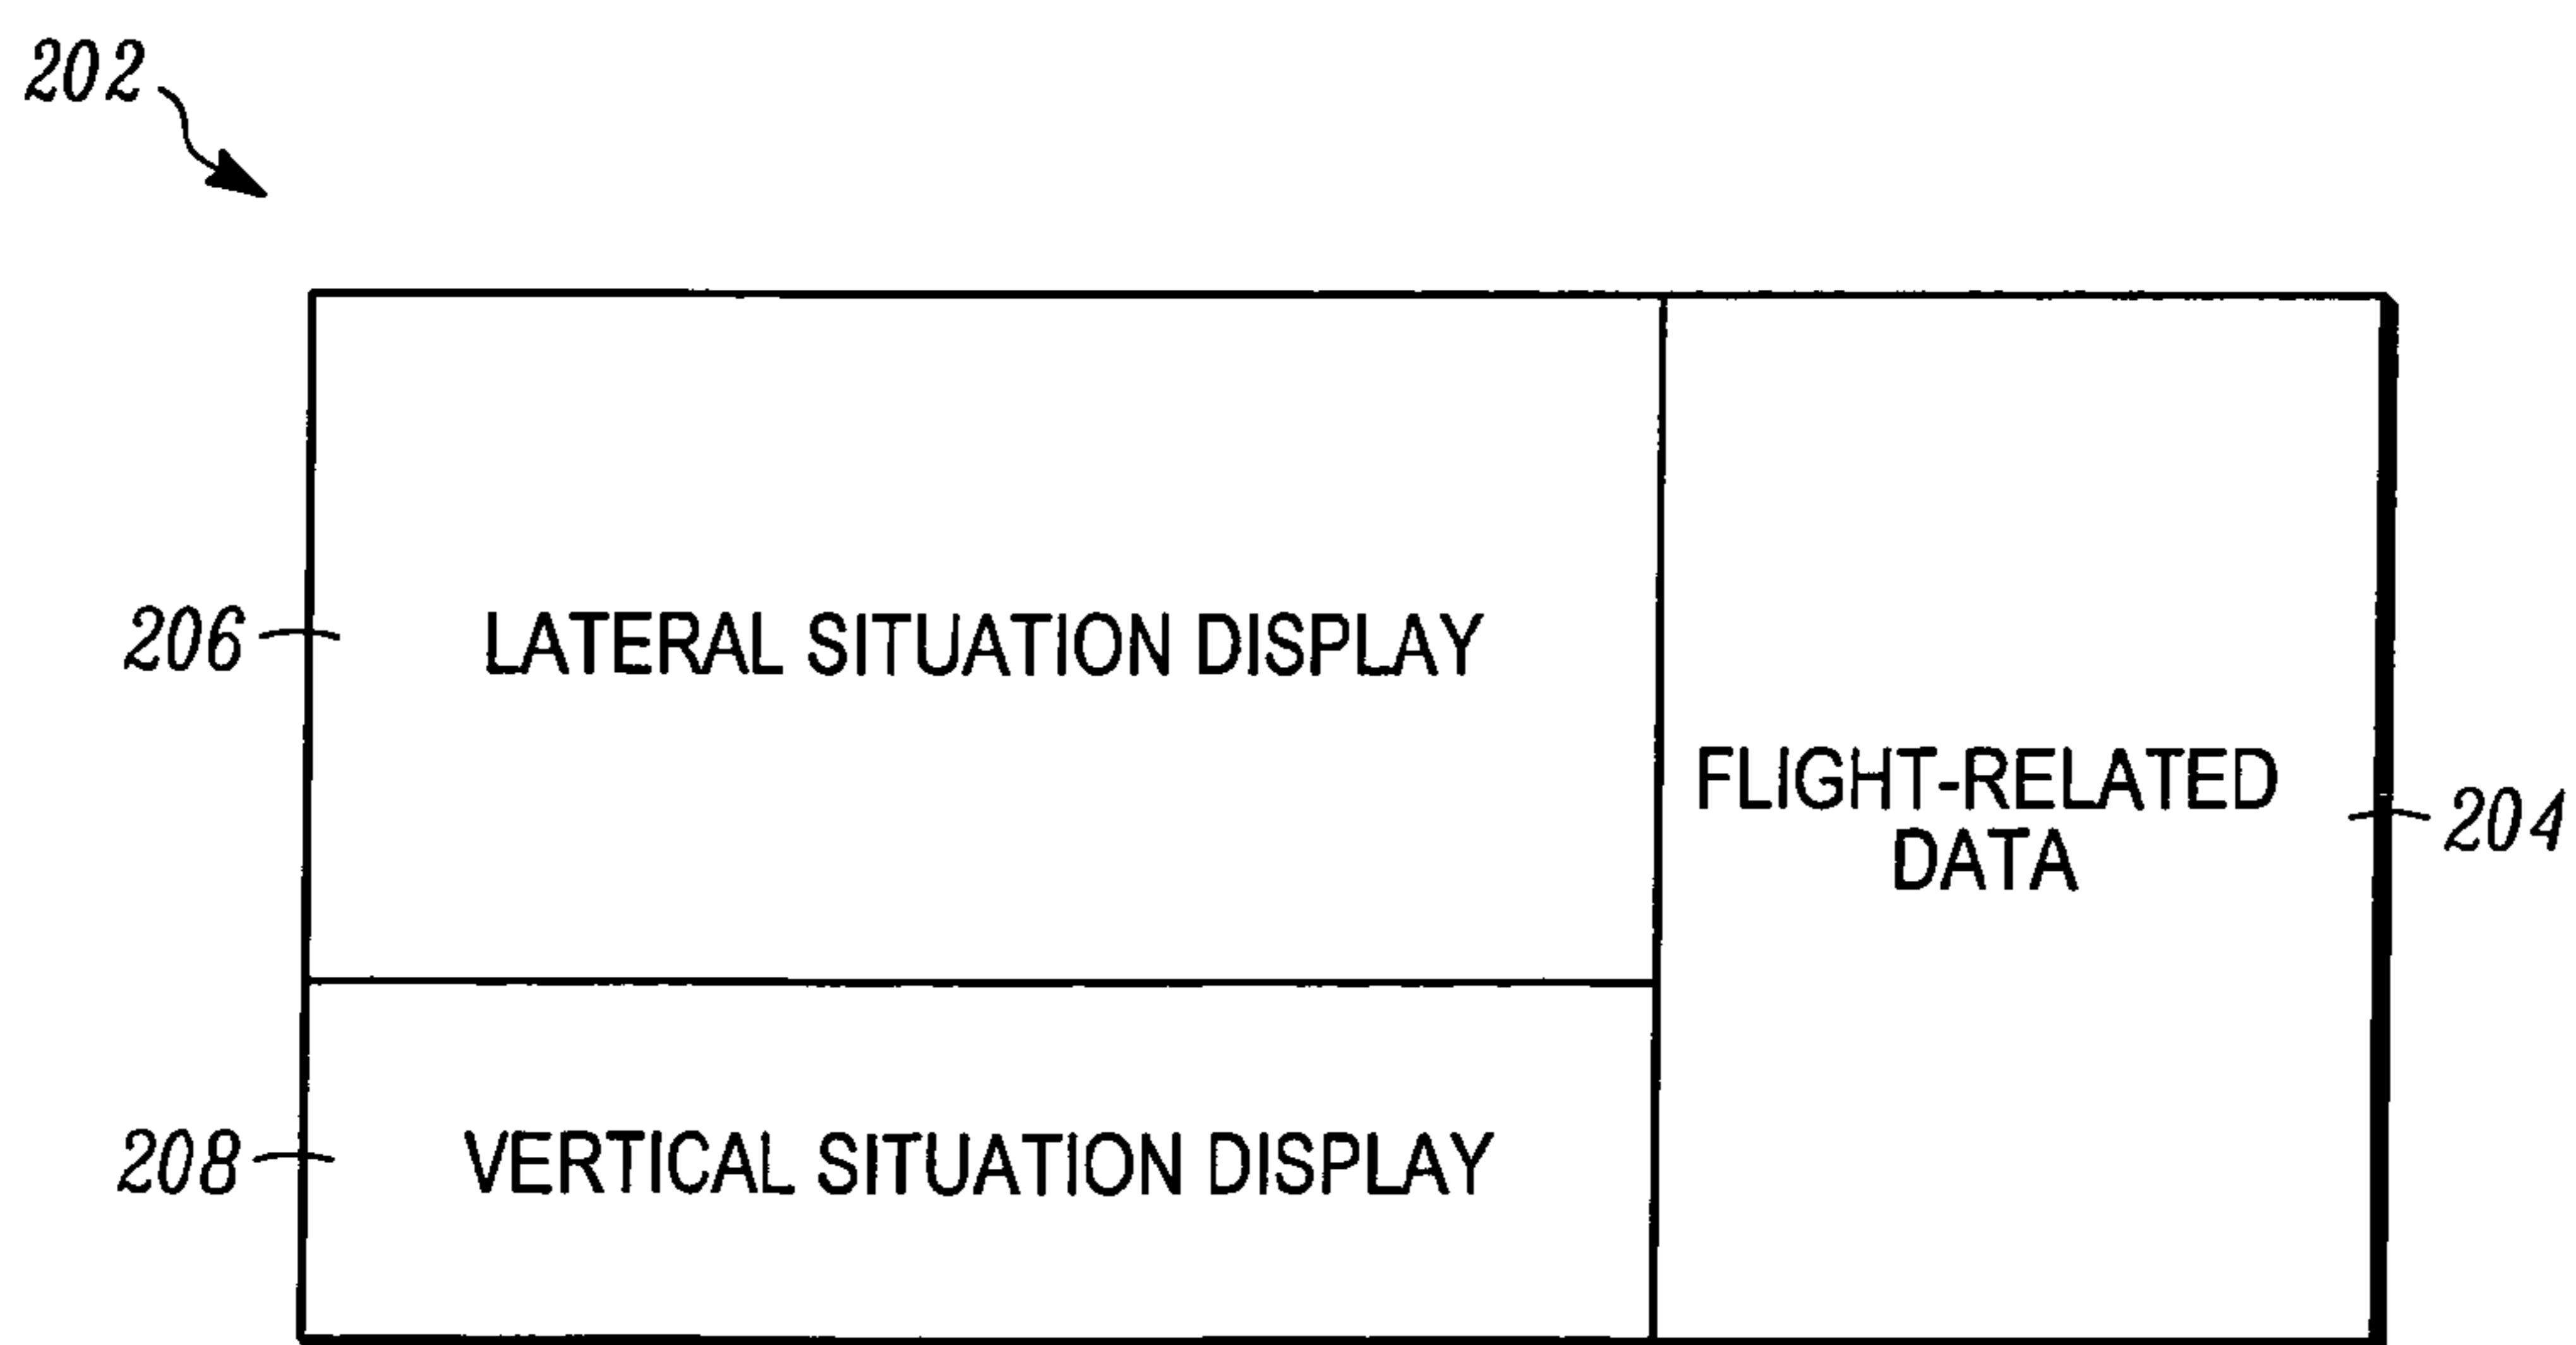 202
206
LATERAL SITUATION DISPLAY
FLIGHT-RELATED
DATA
204
208
VERTICAL SITUATION DISPLAY